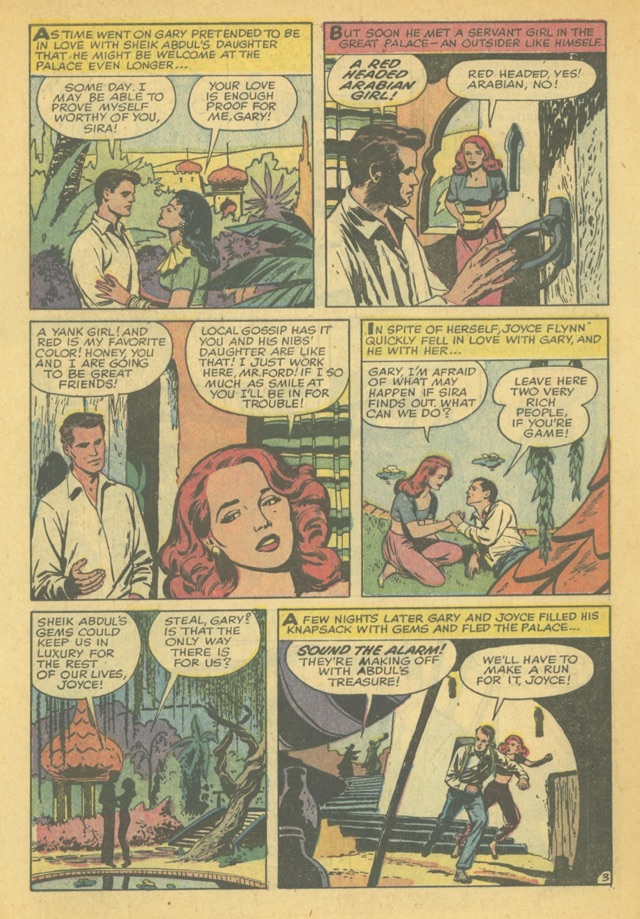 AS TIME WENT ON GARY PRETENDED TO BE
IN LOVE WITH SHEIK ABDUL'S DAUGHTER
THAT HE MIGHT BE WELCOME AT THE
PALACE EVEN LONGER...
SOME DAY, I
MAY BE ABLE TO
PROVE MYSELF
WORTHY OF YOU,
SIRA!
YOUR LOVE
IS ENOUGH
PROOF FOR
ME, GARY!
BUT SOON HE MET A SERVANT GIRL IN THE
GREAT PALACE—AN OUTSIDER LIKE HIMSELF.
A RED
HEADED
ARABIAN
GIRL!
RED HEADED, YES!
ARABIAN, NO!
A YANK GIRL! AND
RED IS MY FAVORITE
COLOR! HONEY, YOU
AND I ARE GOING
TO BE GREAT
FRIENDS!
LOCAL GOSSIP HAS IT
YOU AND HIS NIBS'
DAUGHTER ARE LIKE
THAT! I JUST WORK
HERE, MR. FORD! IF I SO
MUCH AS SMILE AT
YOU I'LL BE IN FOR
TROUBLE!
IN SPITE OF HERSELF, JOYCE FLYNN
QUICKLY FELL IN LOVE WITH GARY, AND
HE WITH HER...
GARY, I'M AFRAID
OF WHAT MAY
HAPPEN IF SIRA
FINDS OUT. WHAT
CAN WE DO?
LEAVE HERE
TWO VERY
RICH
PEOPLE,
IF YOU'RE
GAME!
SHEIK ABDUL'S
GEMS COULD
KEEP US IN
LUXURY FOR
THE REST
OF OUR LIVES,
JOYCE!
STEAL, GARY?
IS THAT THE
ONLY WAY
THERE IS
FOR US?
A FEW NIGHTS LATER GARY AND JOYCE FILLED HIS
KNAPSACK WITH GEMS AND FLED THE PALACE...
SOUND THE ALARM!
THEY'RE MAKING OFF
WITH ABDUL'S
TREASURE!
WE'LL HAVE TO
MAKE A RUN
FOR IT, JOYCE!
3